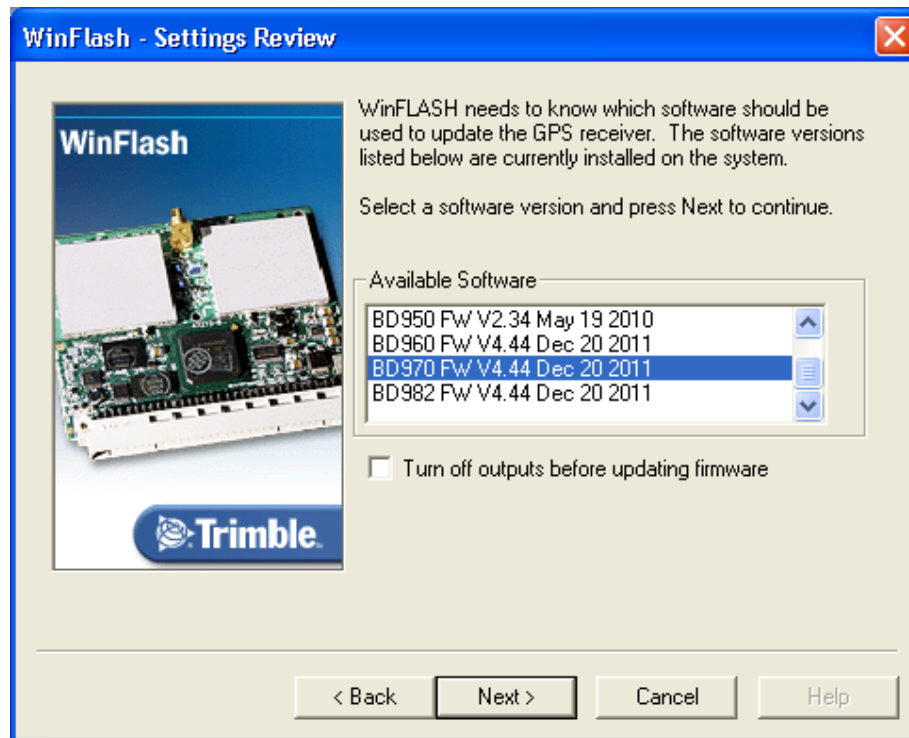 WinFlash - Settings Review
WinFlash
Trimble.
WinFLASH needs to know which software should be
used to update the GPS receiver. The software versions
listed below are currently installed on the system.
Select a software version and press Next to continue.
Available Software
BD950 FW V2.34 May 19 2010
BD960 FW V4.44 Dec 20 2011
BD970 FW V4.44 Dec 20 2011
BD982 FW V4.44 Dec 20 2011
Turn off outputs before updating firmware
< Back
Next >
Cancel
Help